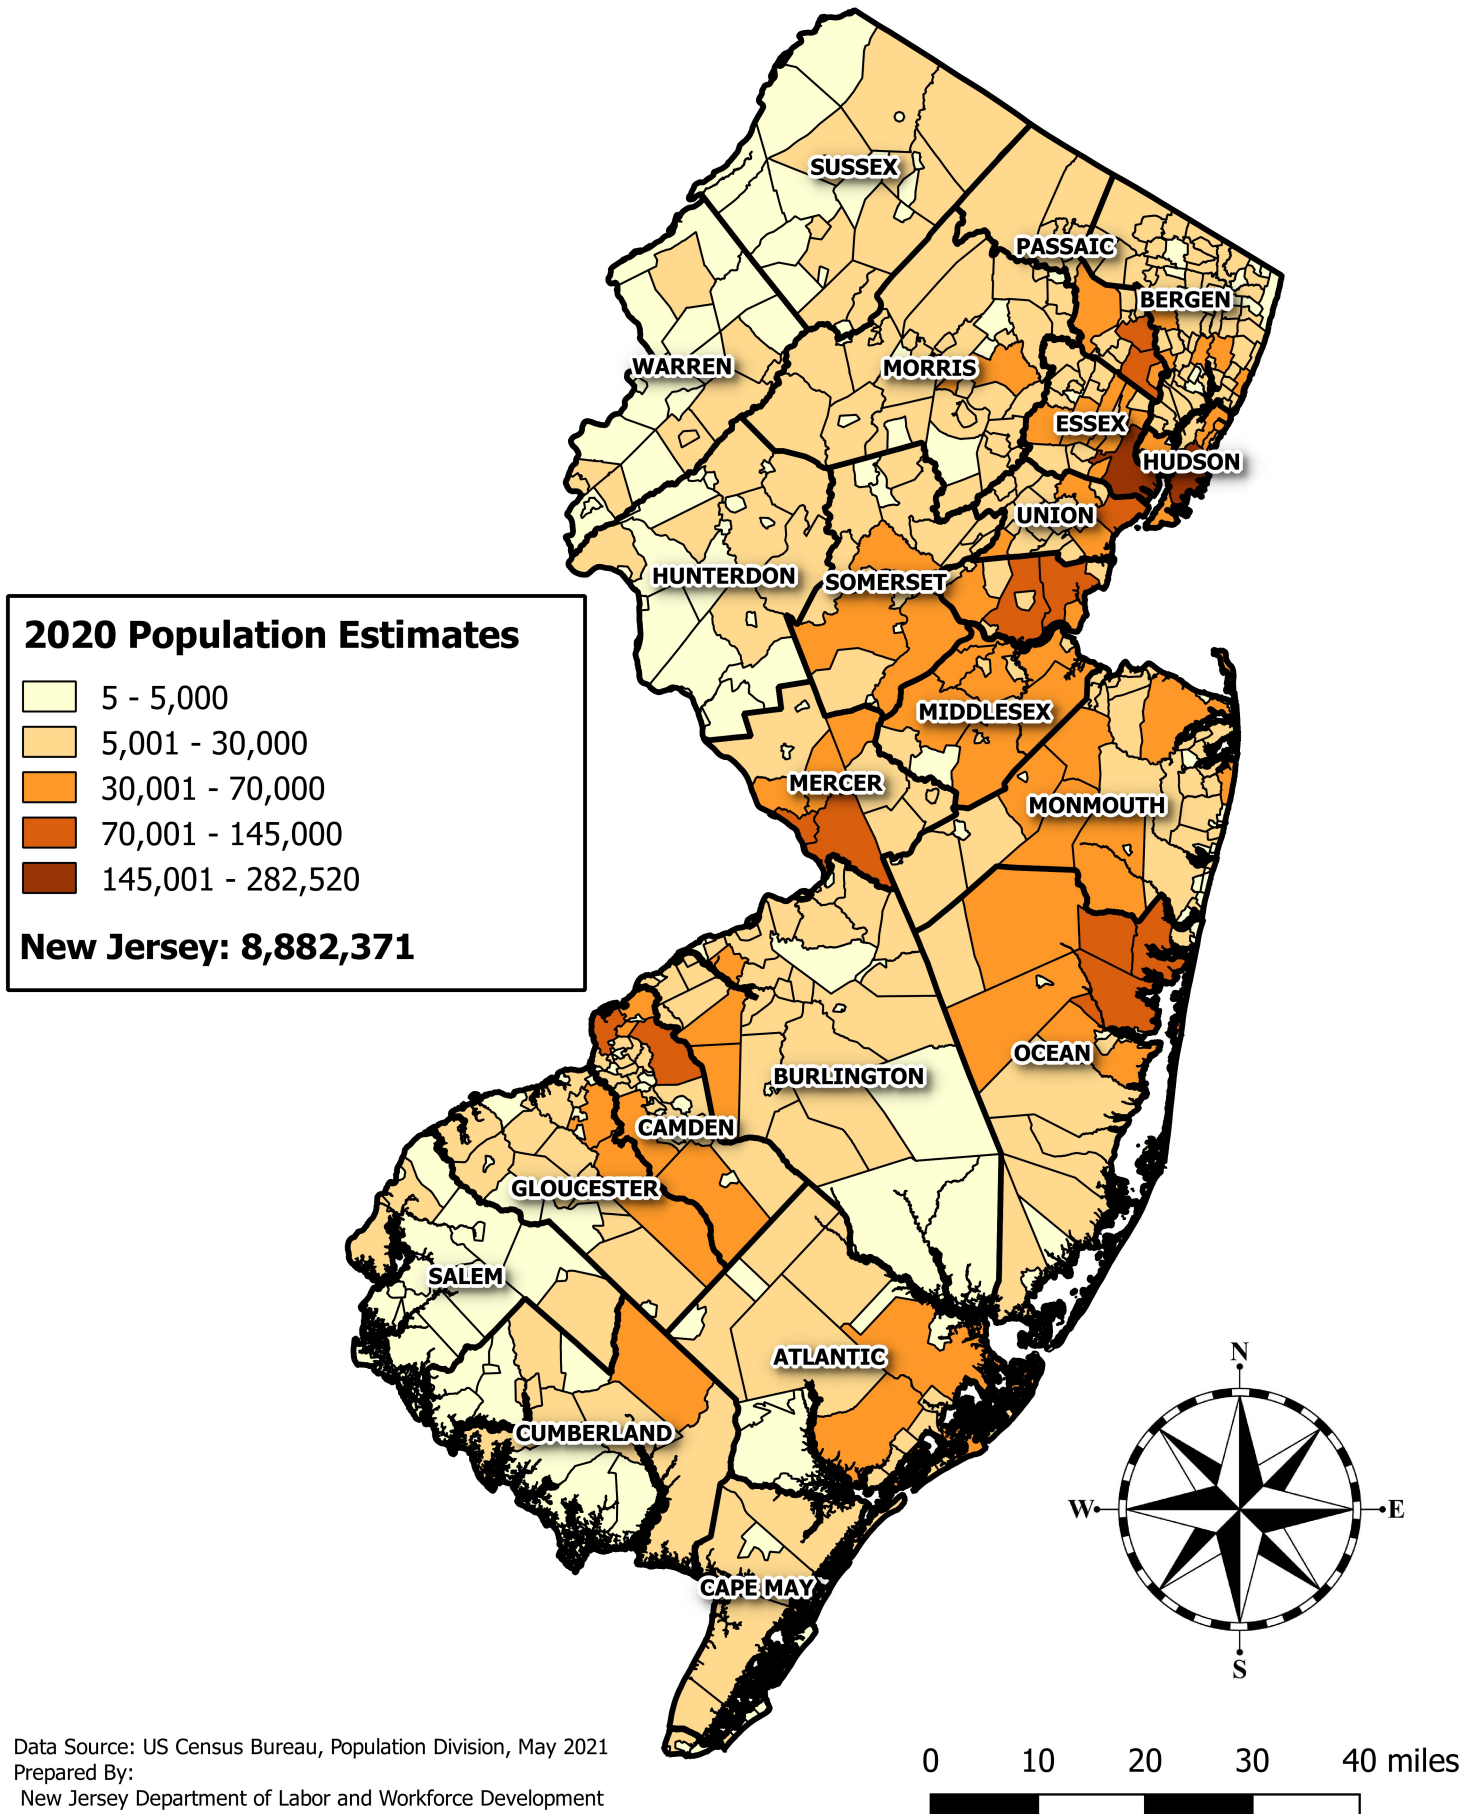 SUSSEX
PASSAIC
BERGEN
WARREN
MORRIS
ESSEX
HUDSON
UNION
HUNTERDON
SOMERSET
2020 Population Estimates
5 - 5,000
5,001 - 30,000
30,001 - 70,000
70,001 - 145,000
145,001 - 282,520
New Jersey: 8,882,371
MIDDLESEX
MERCER
MONMOUTH
OCEAN
BURLINGTON
CAMDEN
GLOUCESTER
SALEM
ATLANTIC
CUMBERLAND
CAPE MAY
N
W
E
S
Data Source: US Census Bureau, Population Division, May 2021
Prepared By:
New Jersey Department of Labor and Workforce Development
0 10 20 30 40 miles